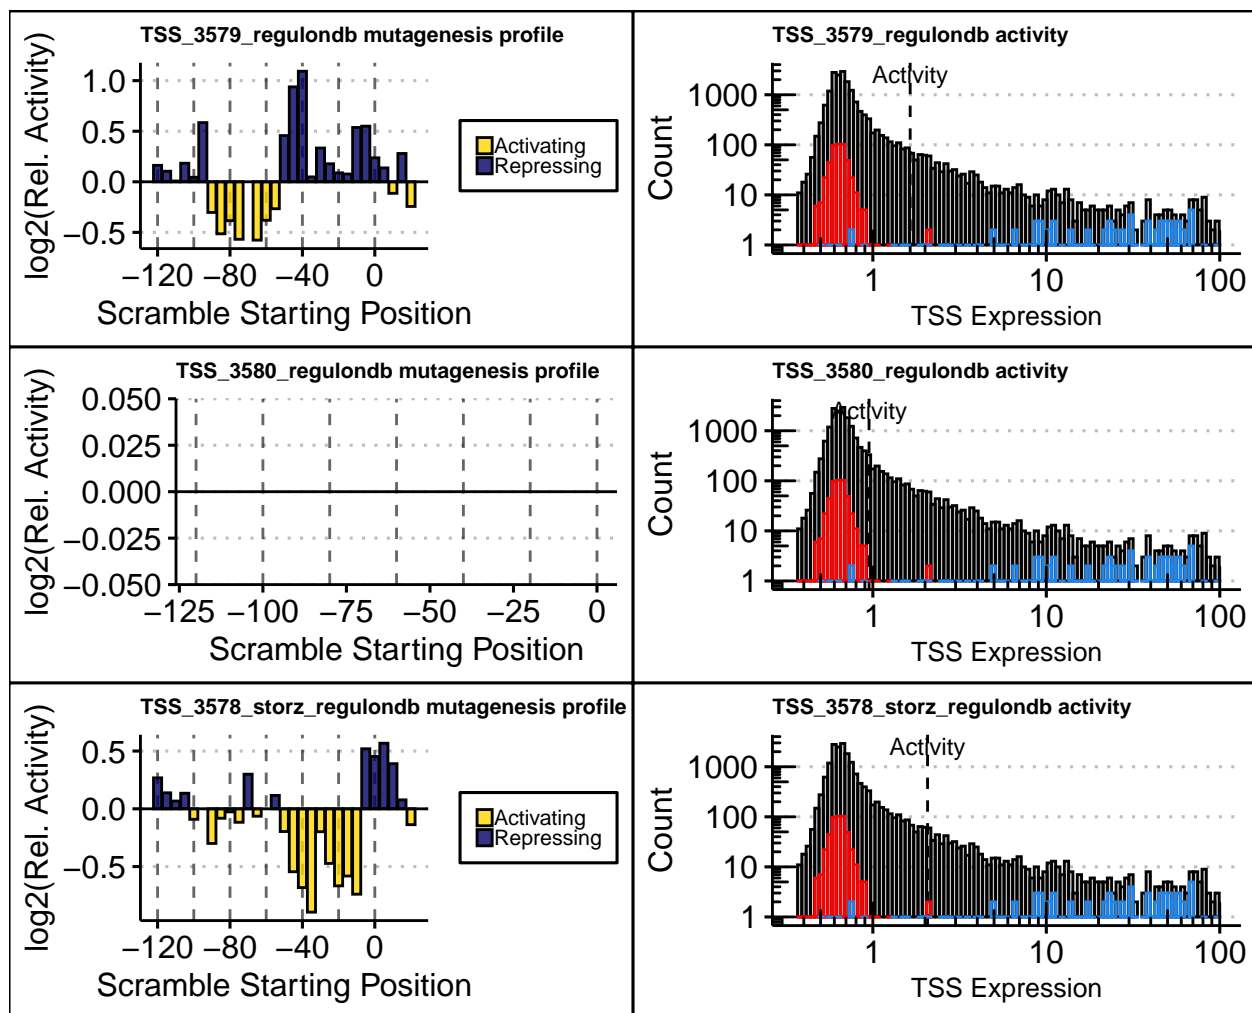 TSS_3579_regulondb mutagenesis profile
log2(Rel. Activity)
1.0
0.5
0.0
−0.5
−120 −80 −40 0
Scramble Starting Position
Activating
Repressing
TSS_3579_regulondb activity
Activity
Count
1000
100
10
1
1 10 100
TSS Expression
TSS_3580_regulondb mutagenesis profile
log2(Rel. Activity)
0.050
0.025
0.000
−0.025
−0.050
−125 −100 −75 −50 −25 0
Scramble Starting Position
TSS_3580_regulondb activity
Activity
Count
1000
100
10
1
1 10 100
TSS Expression
TSS_3578_storz_regulondb mutagenesis profile
log2(Rel. Activity)
0.5
0.0
−0.5
−120 −80 −40 0
Scramble Starting Position
Activating
Repressing
TSS_3578_storz_regulondb activity
Activity
Count
1000
100
10
1
1 10 100
TSS Expression